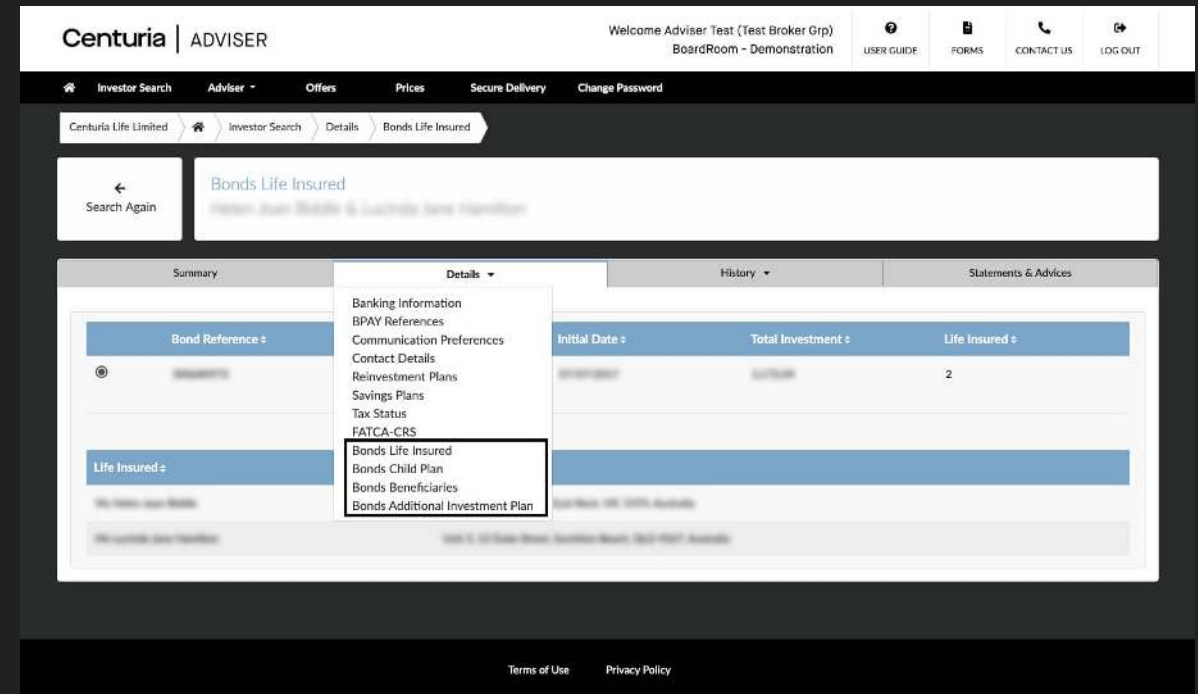 Centuria | ADVISER
Welcome Adviser Test (Test Broker Grp)
BoardRoom - Demonstration
USER GUIDE
FORMS
CONTACT US
LOG OUT
Investor Search Adviser Offers Prices Secure Delivery Change Password
Centuria Life Limited Investor Search Details Bonds Life Insured
Search Again
Bonds Life Insured
Summary Details History Statements & Advices
Banking Information
BPAY References
Communication Preferences
Contact Details
Reinvestment Plans
Savings Plans
Tax Status
FATCA-CRS
Bonds Life Insured
Bonds Child Plan
Bonds Beneficiaries
Bonds Additional Investment Plan
Bond Reference Initial Date Total Investment Life Insured
2
Life Insured
Terms of Use Privacy Policy